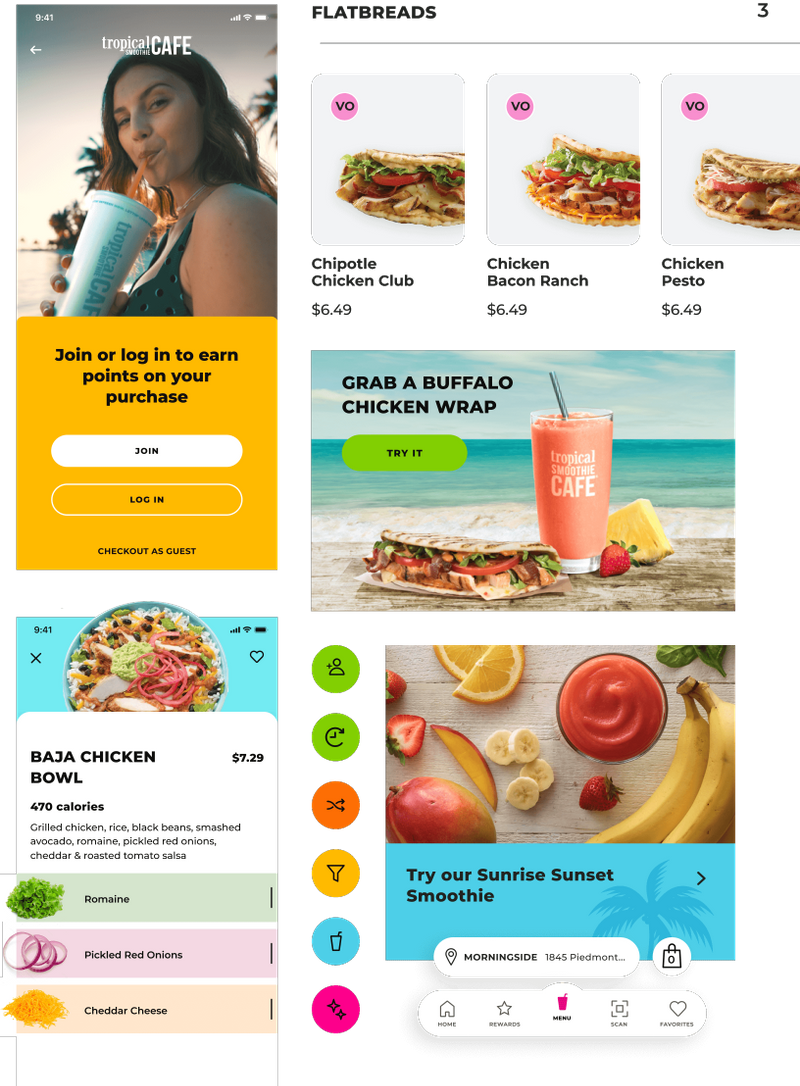 9:41
tropical
SMOOTHIE
CAFE
tropical
SMOOTHIE
CAF
Join or log in to earn
points on your
purchase
JOIN
LOG IN
CHECKOUT AS GUEST
9:41
BAJA CHICKEN
BOWL
$7.29
470 calories
Grilled chicken, rice, black beans, smashed
avocado, romaine, pickled red onions,
cheddar & roasted tomato salsa
Romaine
Pickled Red Onions
Cheddar Cheese
FLATBREADS
3
VO
VO
VO
Chipotle
Chicken Club
$6.49
Chicken
Bacon Ranch
$6.49
Chicken
Pesto
$6.49
GRAB A BUFFALO
CHICKEN WRAP
TRY IT
tropical
SMOOTHIE
CAFE
Try our Sunrise Sunset
Smoothie
MORNINGSIDE 1845 Piedmont...
0
HOME
REWARDS
MENU
SCAN
FAVORITES